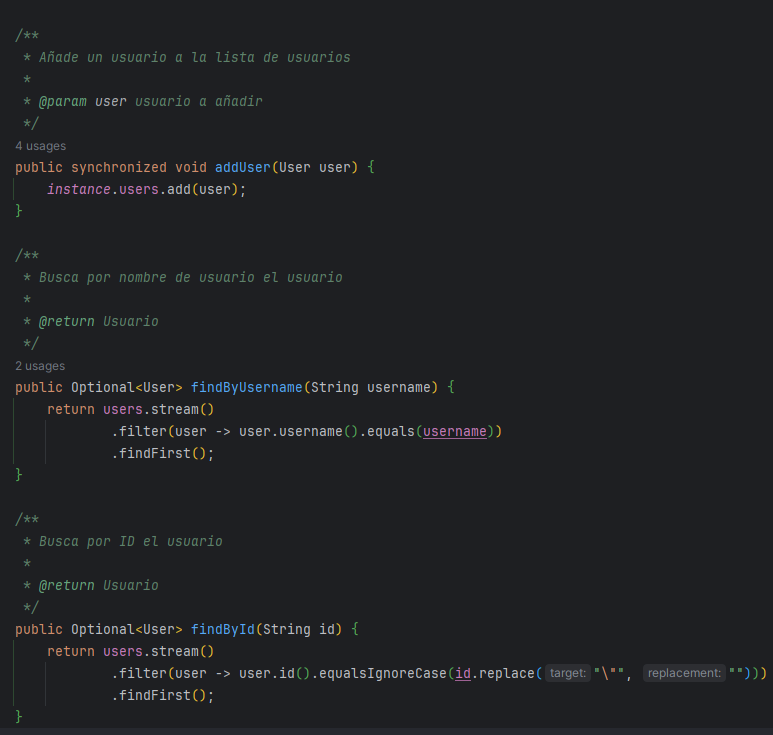 /**
 * Añade un usuario a la lista de usuarios
 *
 * @param user usuario a añadir
 */
4 usages
public synchronized void addUser(User user) {
    instance.users.add(user);
}

/**
 * Busca por nombre de usuario el usuario
 *
 * @return Usuario
 */
2 usages
public Optional<User> findByUsername(String username) {
    return users.stream()
            .filter(user -> user.username().equals(username))
            .findFirst();
}

/**
 * Busca por ID el usuario
 *
 * @return Usuario
 */
public Optional<User> findById(String id) {
    return users.stream()
            .filter(user -> user.id().equalsIgnoreCase(id.replace( target: "\"", replacement: "")))
            .findFirst();
}